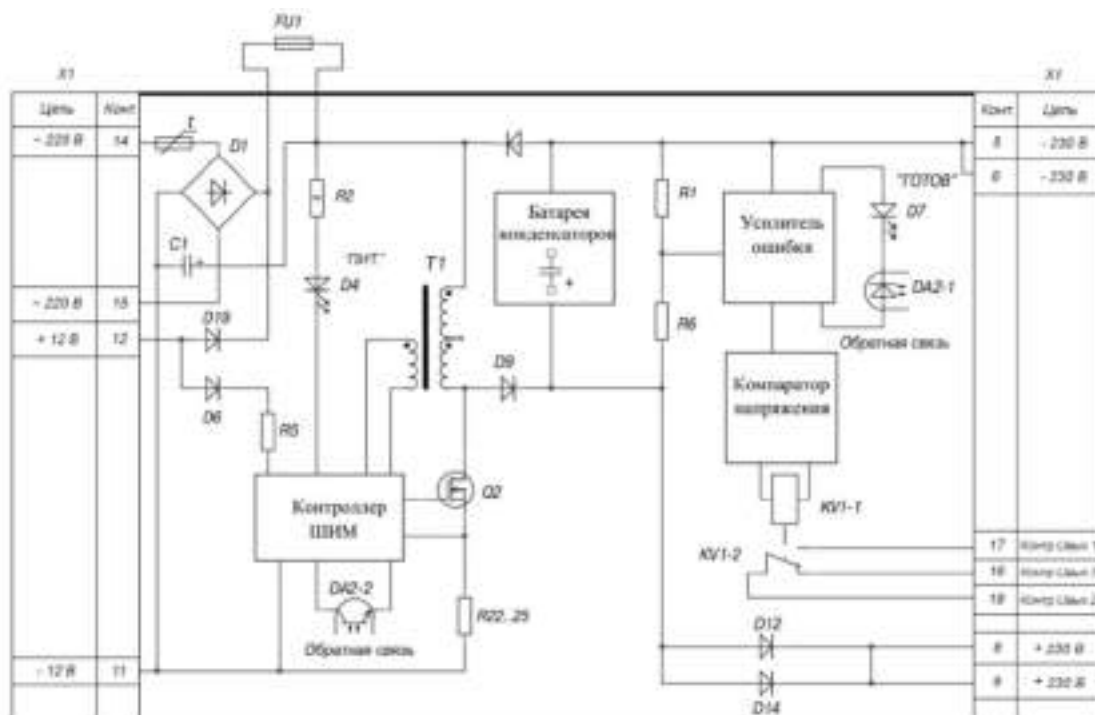 FU1
X1
Цепь Конт
~ 220 В 14
~ 220 В 15
+ 12 В 12
- 12 В 11
t
D1
C1
D10
D6
R5
R2
"ПИТ"
D4
T1
D9
Q2
R22..25
Контроллер
ШИМ
DA2-2
Обратная связь
Батарея
конденсаторов
+
R1
R6
Усилитель
ошибки
"ГОТОВ"
D7
DA2-1
Обратная связь
Компаратор
напряжения
KV1-1
KV1-2
D12
D14
X1
Конт Цепь
5 - 230 В
6 - 230 В
17
16
18
8 + 230 В
9 + 230 В